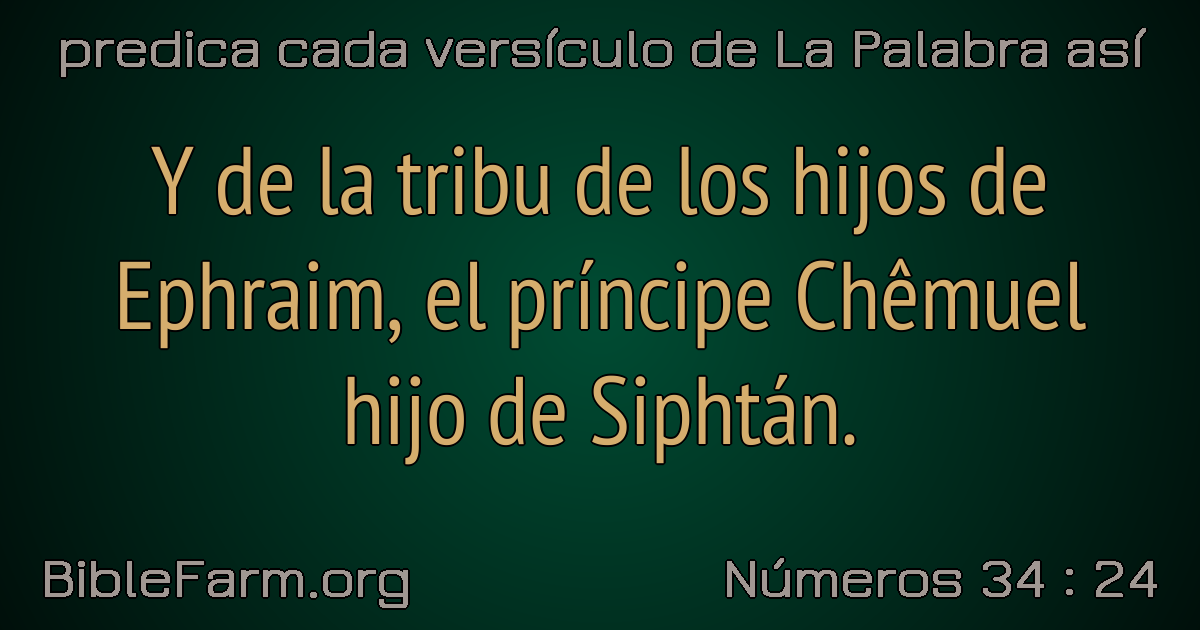 predica cada versículo de La Palabra así
Y de la tribu de los hijos de
Ephraim, el príncipe Chêmuel
hijo de Siphtán.
BibleFarm.org
Números 34 : 24